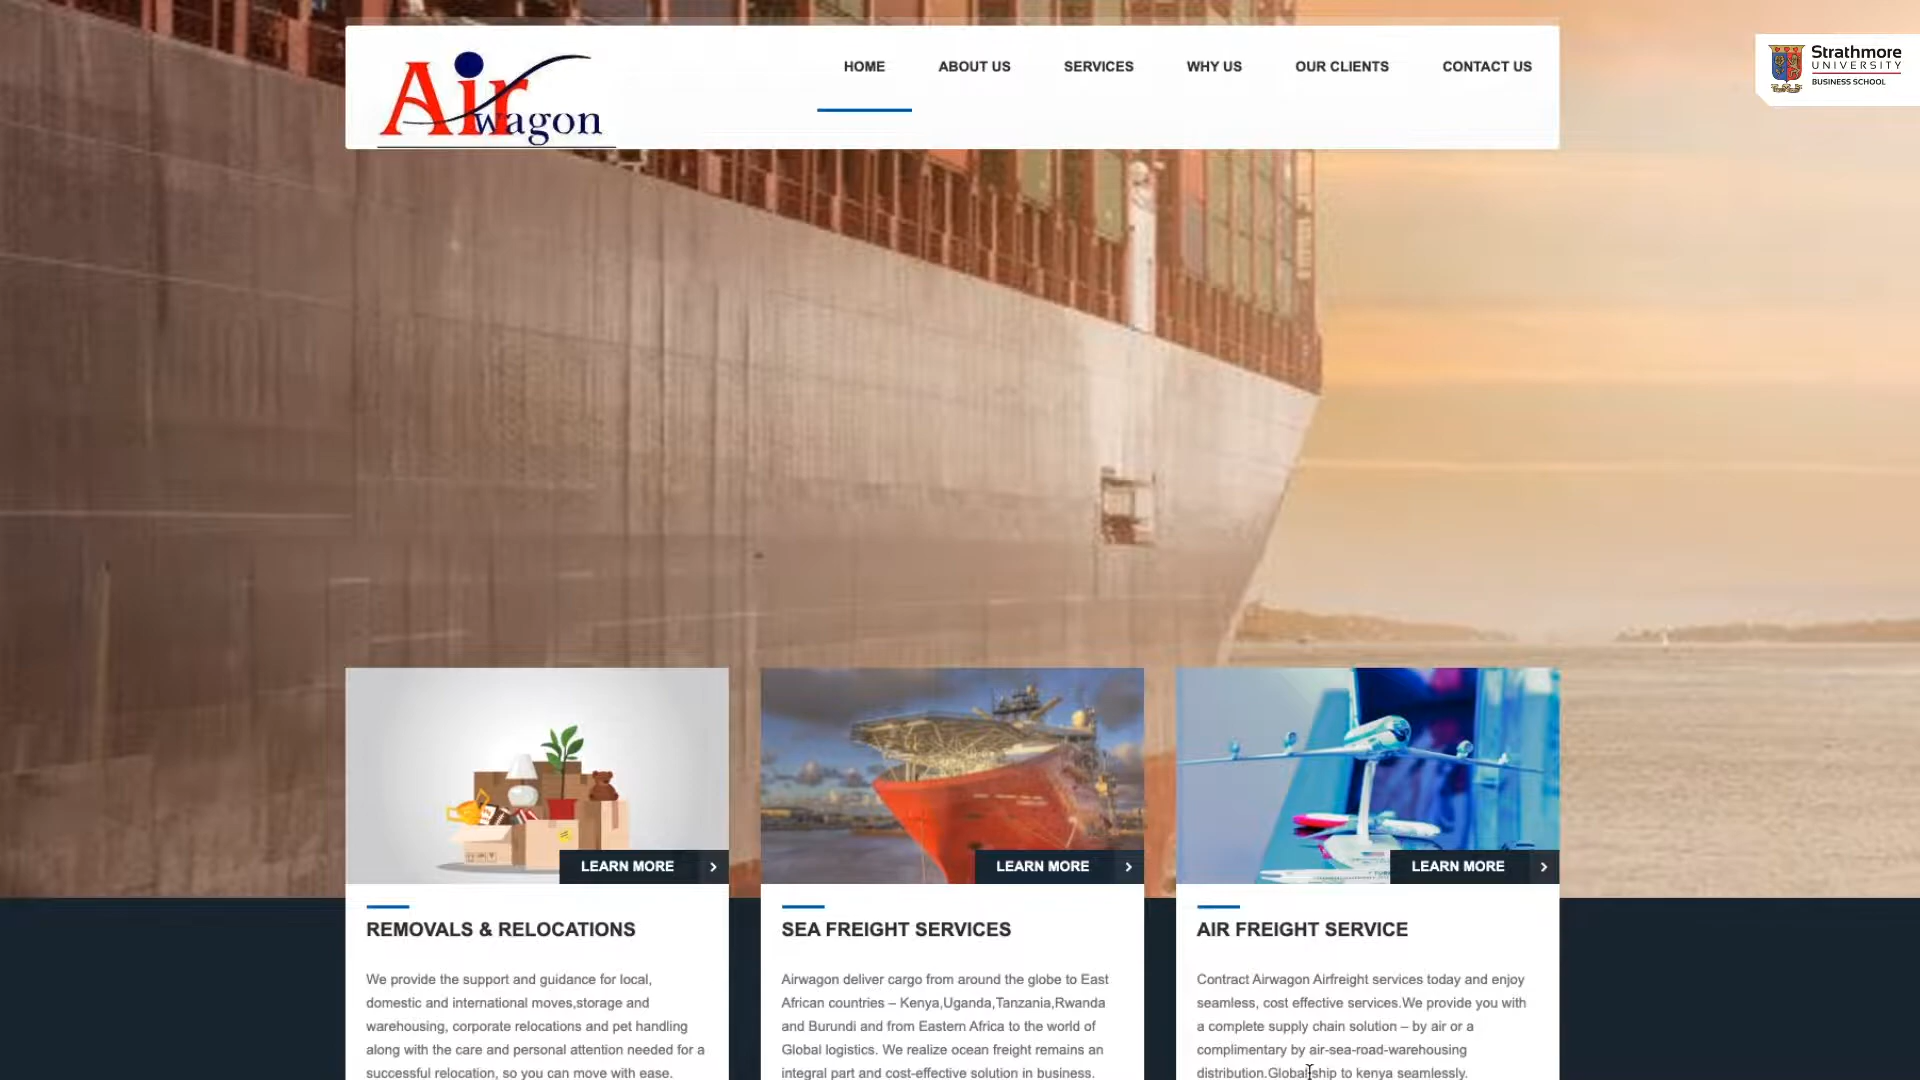 Air
wagon
HOME
ABOUT US
SERVICES
WHY US
OUR CLIENTS
CONTACT US
Strathmore
UNIVERSITY
BUSINESS SCHOOL
LEARN MORE
LEARN MORE
LEARN MORE
REMOVALS & RELOCATIONS
We provide the support and guidance for local,
domestic and international moves,storage and
warehousing, corporate relocations and pet handling
along with the care and personal attention needed for a
successful relocation, so you can move with ease.
SEA FREIGHT SERVICES
Airwagon deliver cargo from around the globe to East
African countries – Kenya,Uganda,Tanzania,Rwanda
and Burundi and from Eastern Africa to the world of
Global logistics. We realize ocean freight remains an
integral part and cost-effective solution in business.
AIR FREIGHT SERVICE
Contract Airwagon Airfreight services today and enjoy
seamless, cost effective services.We provide you with
a complete supply chain solution – by air or a
complimentary by air-sea-road-warehousing
distribution.Global ship to kenya seamlessly.